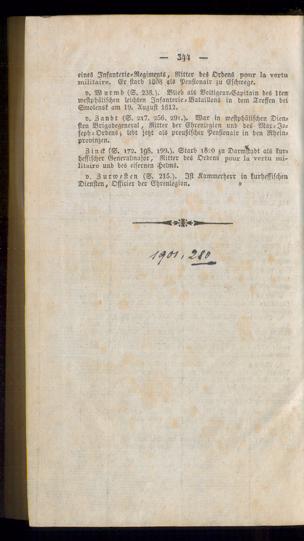 — 344 —
eines Infanterie-Regiments, Ritter des Ordens pour la vertu
militaire. Er starb als Pensionair zu Eschwege.
v. Wurmb (S. 238.). Blieb als Voltigeur-Capitain des 1ten
westphälischen leichten Infanterie-Bataillons in dem Treffen bei
Smolensk am 19. August 1812.
v. Zandt (S. 217. 256. 291.). War in westphälischen Dien-
sten Brigadegeneral, Ritter der Ehrenlegion und des Max-Jo-
seph-Ordens; lebt jetzt als preußischer Pensionair in den Rhein-
provinzen.
Zinck (S. 172. 198. 199.). Starb zu Darmstadt als kur-
hessischer Generalmajor, Ritter des Ordens pour la vertu mi-
litaire und des eisernen Helms.
v. Zurwesten (S. 215.). Ist Kammerherr in kurhessischen
Diensten, Officier der Ehrenlegion.
1901, 280